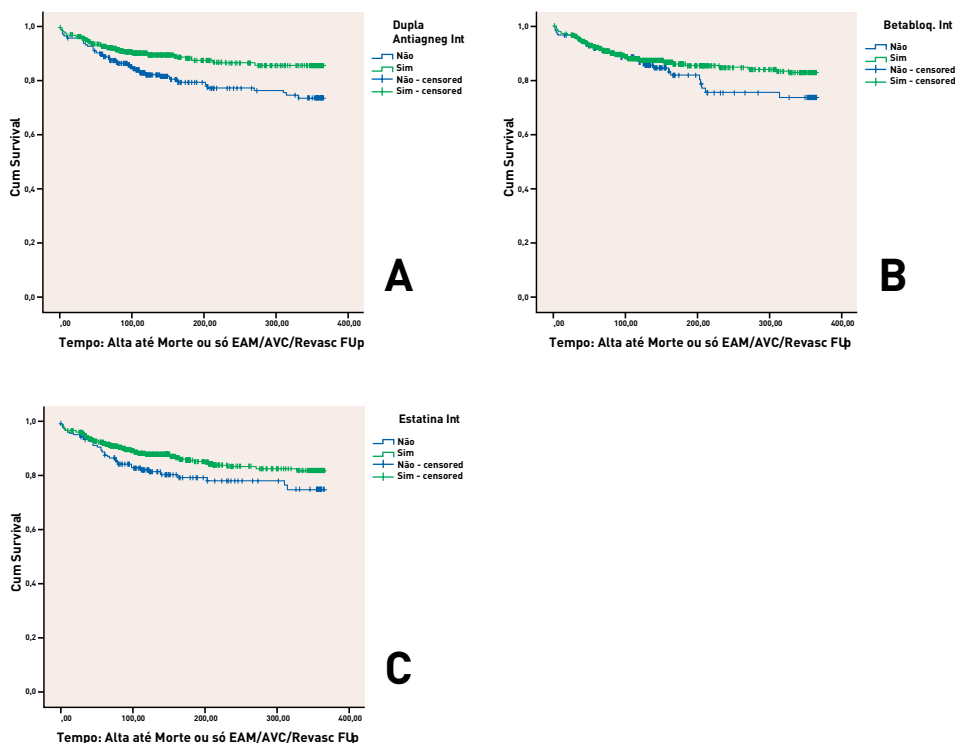 Dupla
Antiagneg Int
Não
Sim
Não - censored
Sim - censored
1,0
0,8
0,6
0,4
0,2
0,0
Cum Survival
,00
100,00
200,00
300,00
400,00
Tempo: Alta até Morte ou só EAM/AVC/Revasc FUp
A
Betabloq. Int
Não
Sim
Não - censored
Sim - censored
1,0
0,8
0,6
0,4
0,2
0,0
Cum Survival
,00
100,00
200,00
300,00
400,00
Tempo: Alta até Morte ou só EAM/AVC/Revasc FUp
B
Estatina Int
Não
Sim
Não - censored
Sim - censored
1,0
0,8
0,6
0,4
0,2
0,0
Cum Survival
,00
100,00
200,00
300,00
400,00
Tempo: Alta até Morte ou só EAM/AVC/Revasc FUp
C